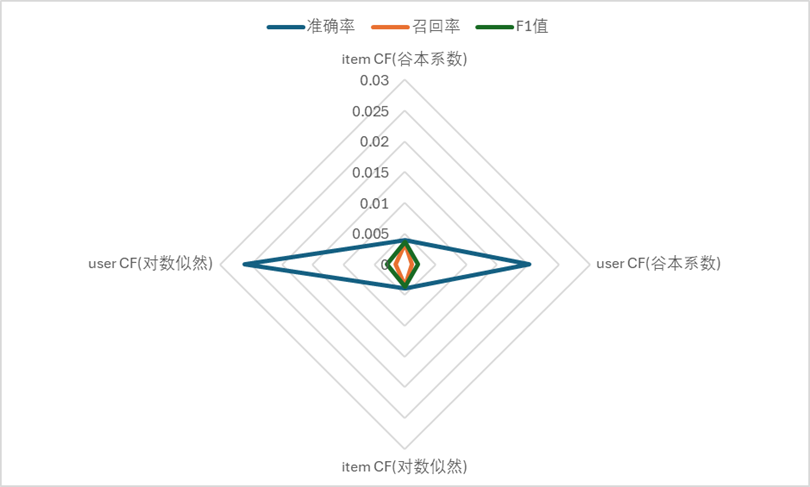 准确率 召回率 F1值
item CF(谷本系数)
0.03
0.025
0.02
0.015
0.01
0.005
0
user CF(对数似然)
user CF(谷本系数)
item CF(对数似然)